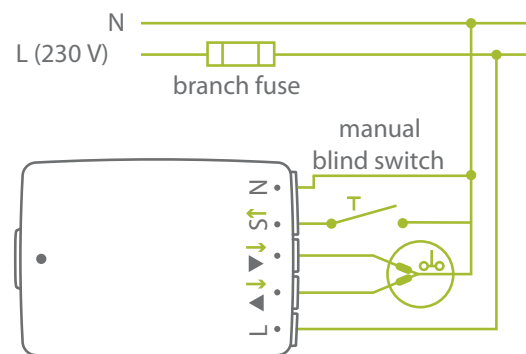 N
L (230 V)
branch fuse
manual
blind switch
N
S
L